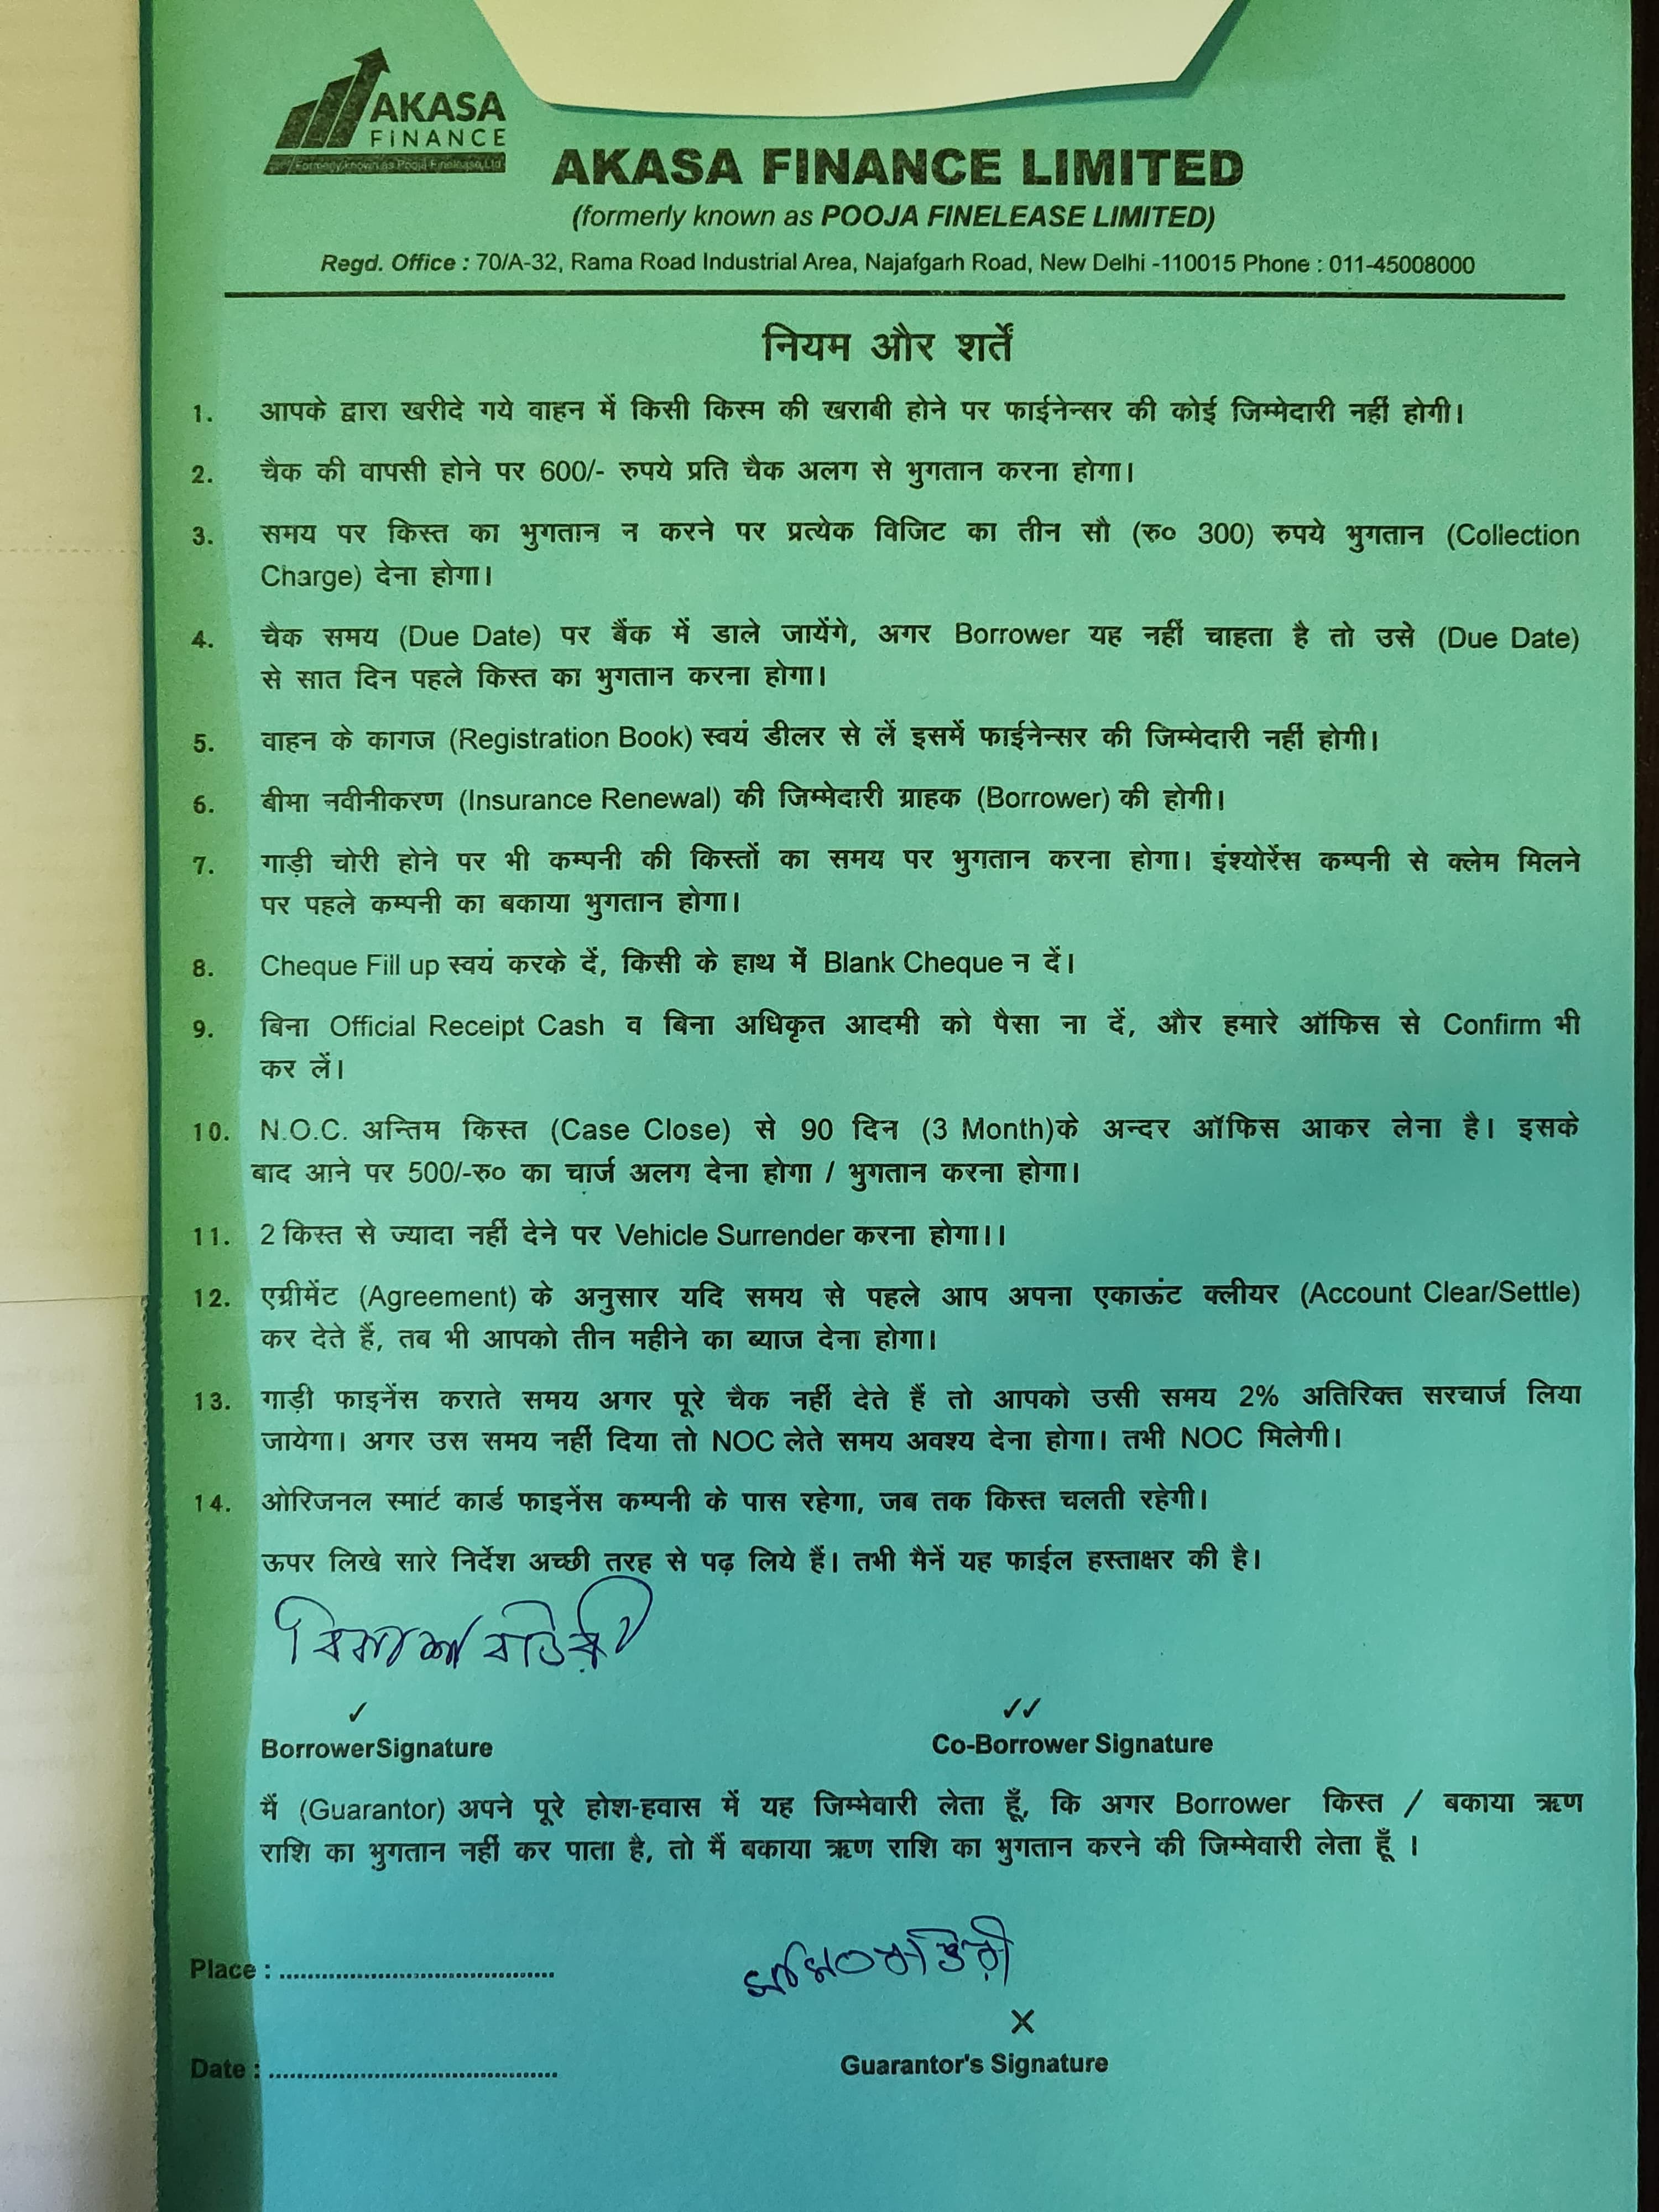 AKASA
FINANCE
Formerly known as Pooja Finelease Ltd
AKASA FINANCE LIMITED
(formerly known as POOJA FINELEASE LIMITED)
Regd. Office : 70/A-32, Rama Road Industrial Area, Najafgarh Road, New Delhi -110015 Phone : 011-45008000
नियम और शर्तें
1. आपके द्वारा खरीदे गये वाहन में किसी किस्म की खराबी होने पर फाईनेन्सर की कोई जिम्मेदारी नहीं होगी।
2. चैक की वापसी होने पर 600/- रुपये प्रति चैक अलग से भुगतान करना होगा।
3. समय पर किस्त का भुगतान न करने पर प्रत्येक विजिट का तीन सौ (रु० 300) रुपये भुगतान (Collection
Charge) देना होगा।
4. चैक समय (Due Date) पर बैंक में डाले जायेंगे, अगर Borrower यह नहीं चाहता है तो उसे (Due Date)
से सात दिन पहले किस्त का भुगतान करना होगा।
5. वाहन के कागज (Registration Book) स्वयं डीलर से लें इसमें फाईनेन्सर की जिम्मेदारी नहीं होगी।
6. बीमा नवीनीकरण (Insurance Renewal) की जिम्मेदारी ग्राहक (Borrower) की होगी।
7. गाड़ी चोरी होने पर भी कम्पनी की किस्तों का समय पर भुगतान करना होगा। इंश्योरेंस कम्पनी से क्लेम मिलने
पर पहले कम्पनी का बकाया भुगतान होगा।
8. Cheque Fill up स्वयं करके दें, किसी के हाथ में Blank Cheque न दें।
9. बिना Official Receipt Cash व बिना अधिकृत आदमी को पैसा ना दें, और हमारे ऑफिस से Confirm भी
कर लें।
10. N.O.C. अन्तिम किस्त (Case Close) से 90 दिन (3 Month)के अन्दर ऑफिस आकर लेना है। इसके
बाद आने पर 500/-रु० का चार्ज अलग देना होगा / भुगतान करना होगा।
11. 2 किस्त से ज्यादा नहीं देने पर Vehicle Surrender करना होगा।।
12. एग्रीमेंट (Agreement) के अनुसार यदि समय से पहले आप अपना एकाऊंट क्लीयर (Account Clear/Settle)
कर देते हैं, तब भी आपको तीन महीने का ब्याज देना होगा।
13. गाड़ी फाइनेंस कराते समय अगर पूरे चैक नहीं देते हैं तो आपको उसी समय 2% अतिरिक्त सरचार्ज लिया
जायेगा। अगर उस समय नहीं दिया तो NOC लेते समय अवश्य देना होगा। तभी NOC मिलेगी।
14. ओरिजनल स्मार्ट कार्ड फाइनेंस कम्पनी के पास रहेगा, जब तक किस्त चलती रहेगी।
ऊपर लिखे सारे निर्देश अच्छी तरह से पढ़ लिये हैं। तभी मैनें यह फाईल हस्ताक्षर की है।
BorrowerSignature Co-Borrower Signature
मैं (Guarantor) अपने पूरे होश-हवास में यह जिम्मेवारी लेता हूँ, कि अगर Borrower किस्त / बकाया ऋण
राशि का भुगतान नहीं कर पाता है, तो मैं बकाया ऋण राशि का भुगतान करने की जिम्मेवारी लेता हूँ ।
Place : ................................................
Date : ................................................ Guarantor's Signature